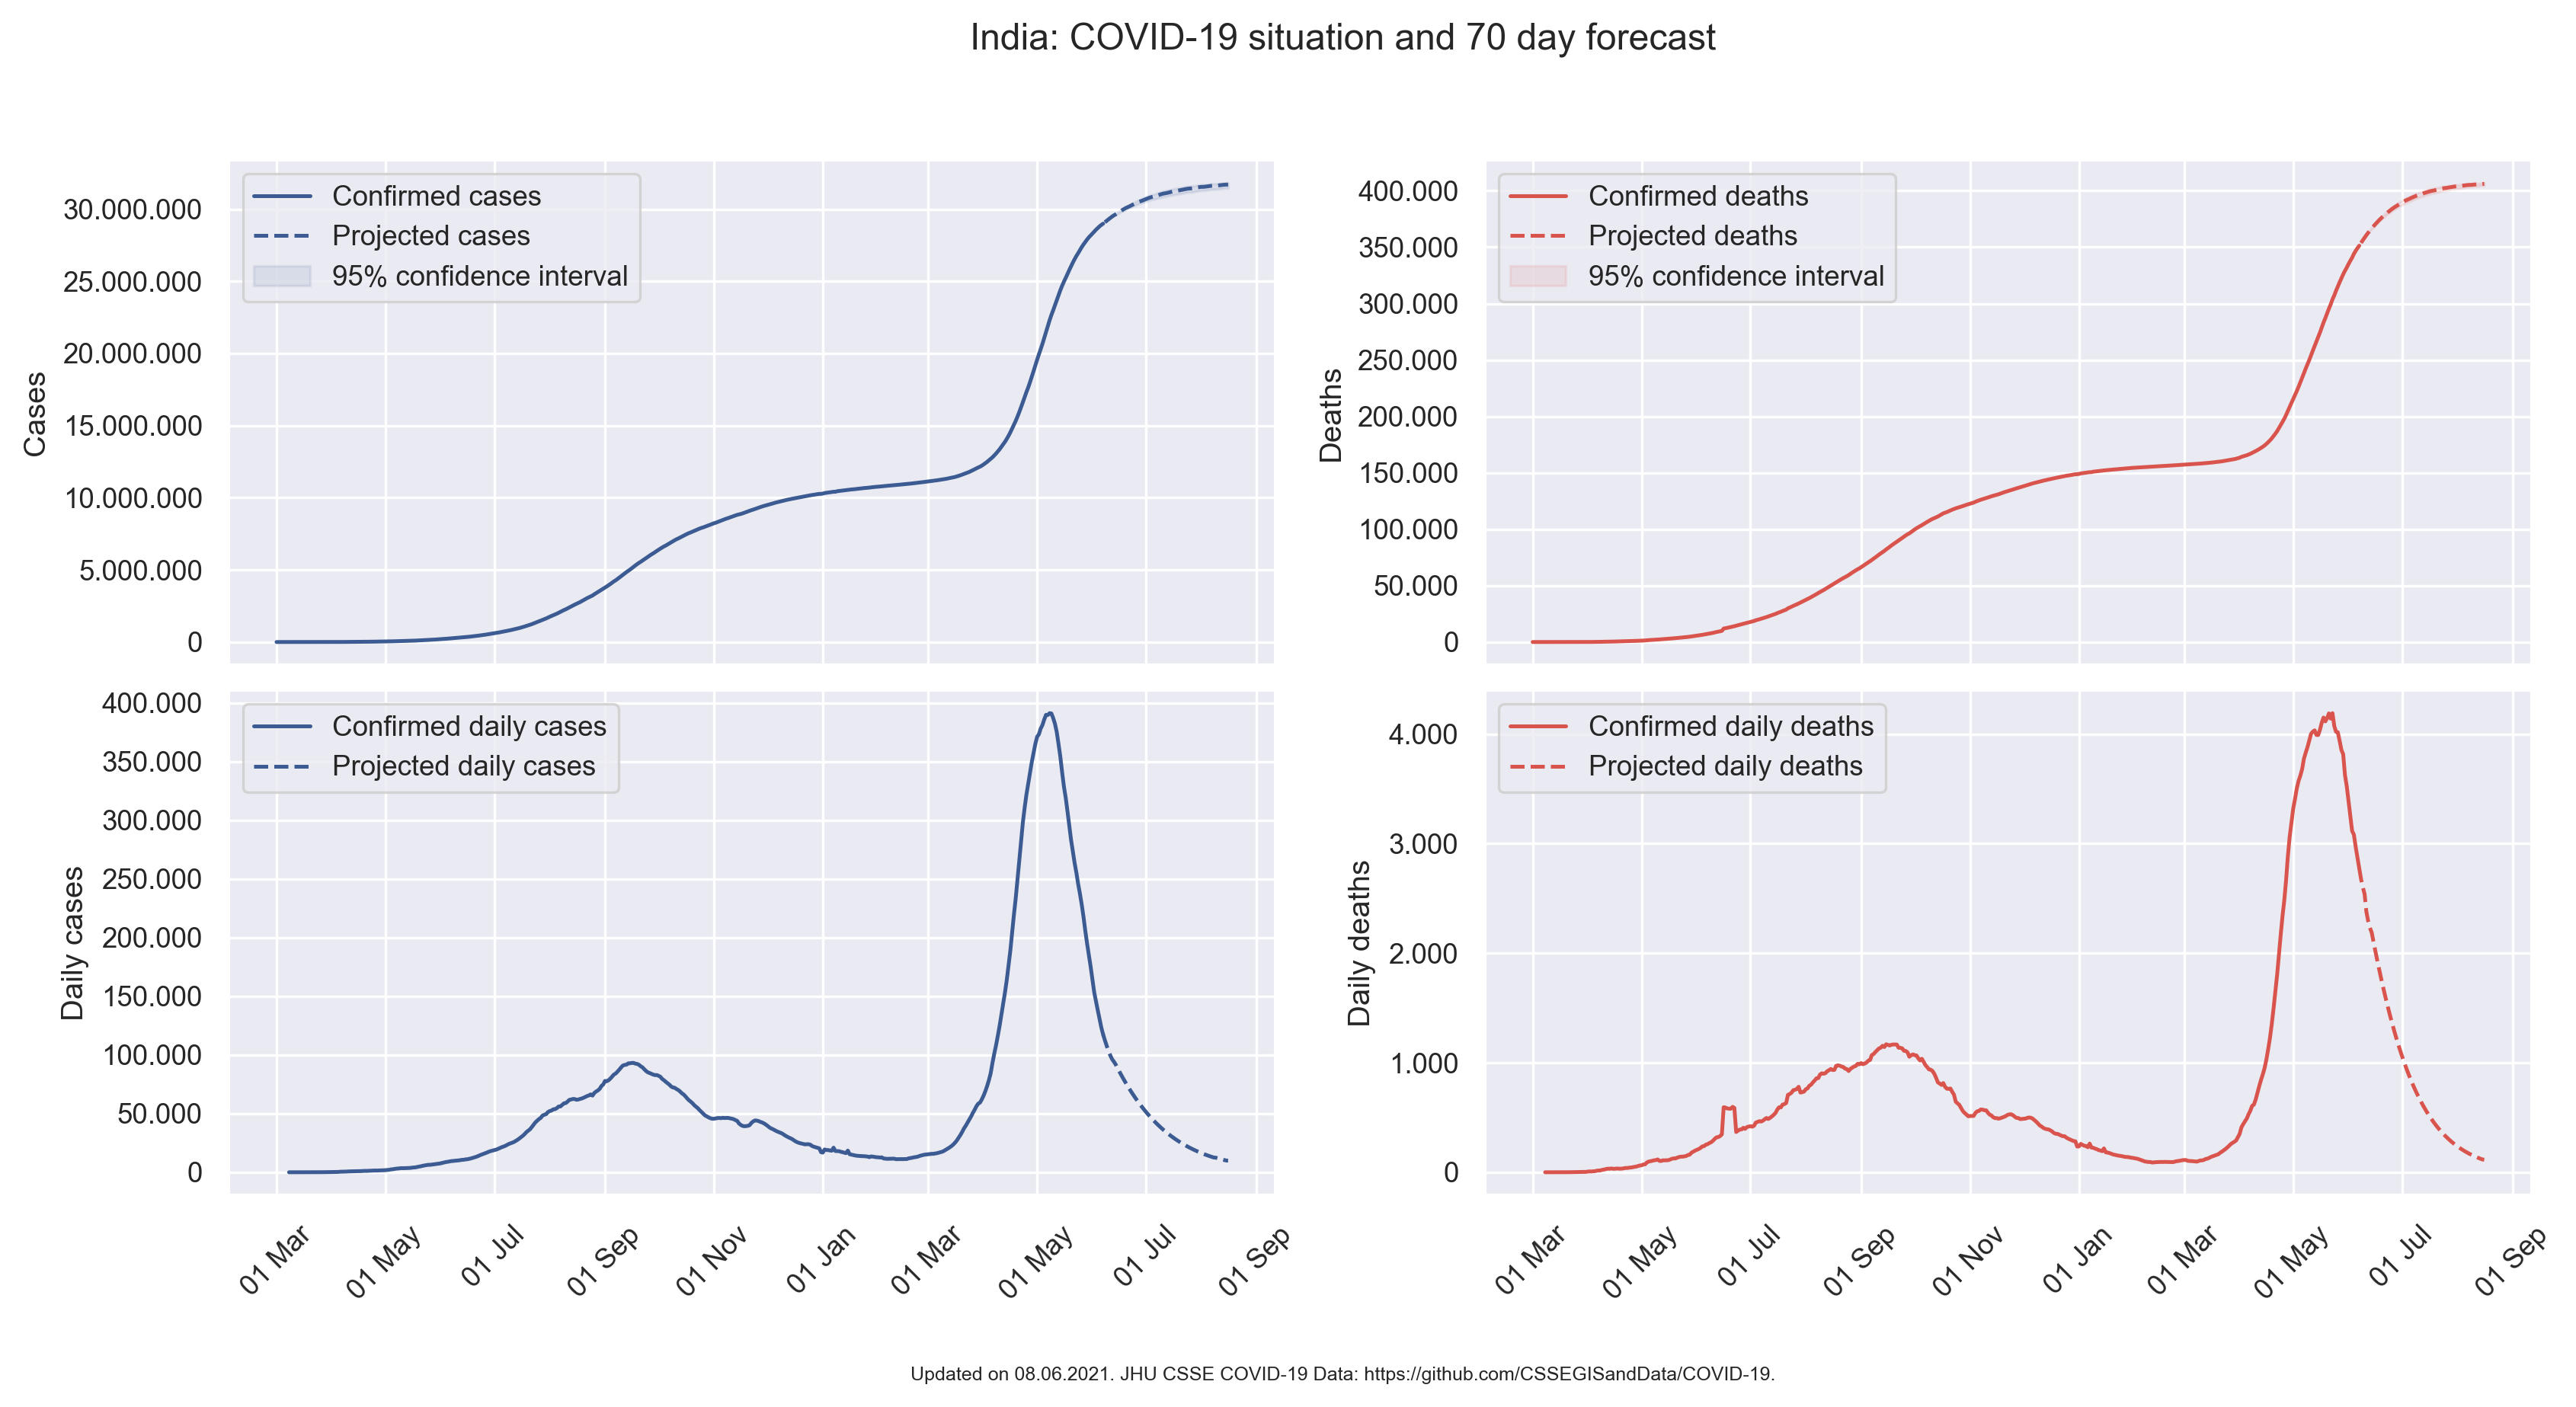 India: COVID-19 situation and 70 day forecast
Confirmed cases
Projected cases
95% confidence interval
30.000.000
25.000.000
20.000.000
15.000.000
10.000.000
5.000.000
0
Cases
Confirmed deaths
Projected deaths
95% confidence interval
400.000
350.000
300.000
250.000
200.000
150.000
100.000
50.000
0
Deaths
Confirmed daily cases
Projected daily cases
400.000
350.000
300.000
250.000
200.000
150.000
100.000
50.000
0
Daily cases
01 Mar
01 May
01 Jul
01 Sep
01 Nov
01 Jan
01 Mar
01 May
01 Jul
01 Sep
Confirmed daily deaths
Projected daily deaths
4.000
3.000
2.000
1.000
0
Daily deaths
01 Mar
01 May
01 Jul
01 Sep
01 Nov
01 Jan
01 Mar
01 May
01 Jul
01 Sep
Updated on 08.06.2021. JHU CSSE COVID-19 Data: https://github.com/CSSEGISandData/COVID-19.